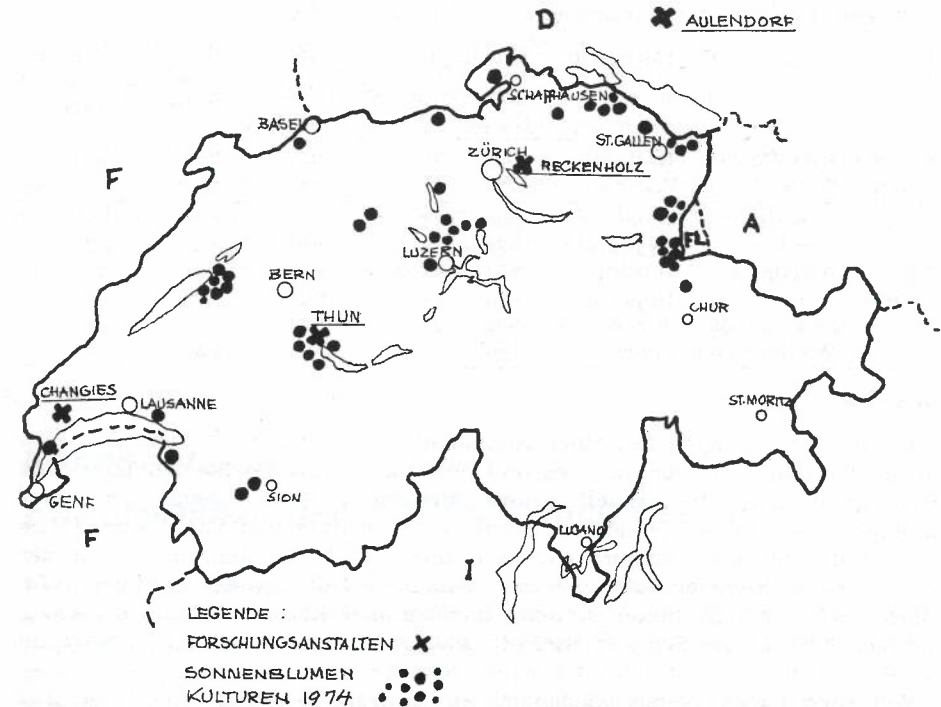 D
AULENDORF
SCHAFFHAUSEN
BASEL
ST.GALLEN
ZÜRICH
RECKENHOLZ
F
A
FL
LUZERN
BERN
CHUR
THUN
CHANGIES
LAUSANNE
ST.MORITZ
SION
GENF
LUGANO
F
I
LEGENDE :
FORSCHUNGSANSTALTEN
SONNENBLUMEN
KULTUREN 1974